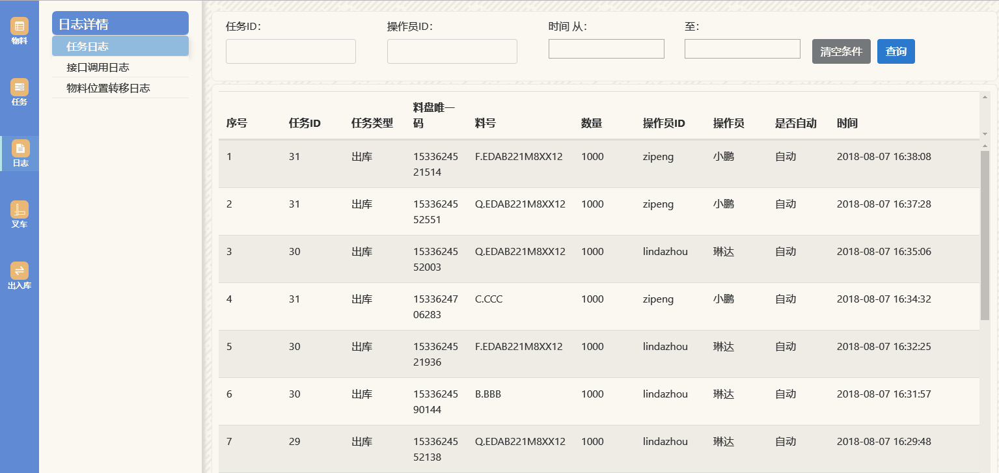 物料
任务
日志
叉车
出入库
日志详情
任务日志
接口调用日志
物料位置转移日志
任务ID: 操作员ID: 时间 从: 至:
清空条件 查询
序号 任务ID 任务类型 料盘唯一码 料号 数量 操作员ID 操作员 是否自动 时间
1 31 出库 1533624521514 F.EDAB221M8XX12 1000 zipeng 小鹏 自动 2018-08-07 16:38:08
2 31 出库 1533624552551 Q.EDAB221M8XX12 1000 zipeng 小鹏 自动 2018-08-07 16:37:28
3 30 出库 1533624552003 Q.EDAB221M8XX12 1000 lindazhou 琳达 自动 2018-08-07 16:35:06
4 31 出库 1533624706283 C.CCC 1000 zipeng 小鹏 自动 2018-08-07 16:34:32
5 30 出库 1533624521936 F.EDAB221M8XX12 1000 lindazhou 琳达 自动 2018-08-07 16:32:25
6 30 出库 1533624590144 B.BBB 1000 lindazhou 琳达 自动 2018-08-07 16:31:57
7 29 出库 1533624552138 Q.EDAB221M8XX12 1000 lindazhou 琳达 自动 2018-08-07 16:29:48